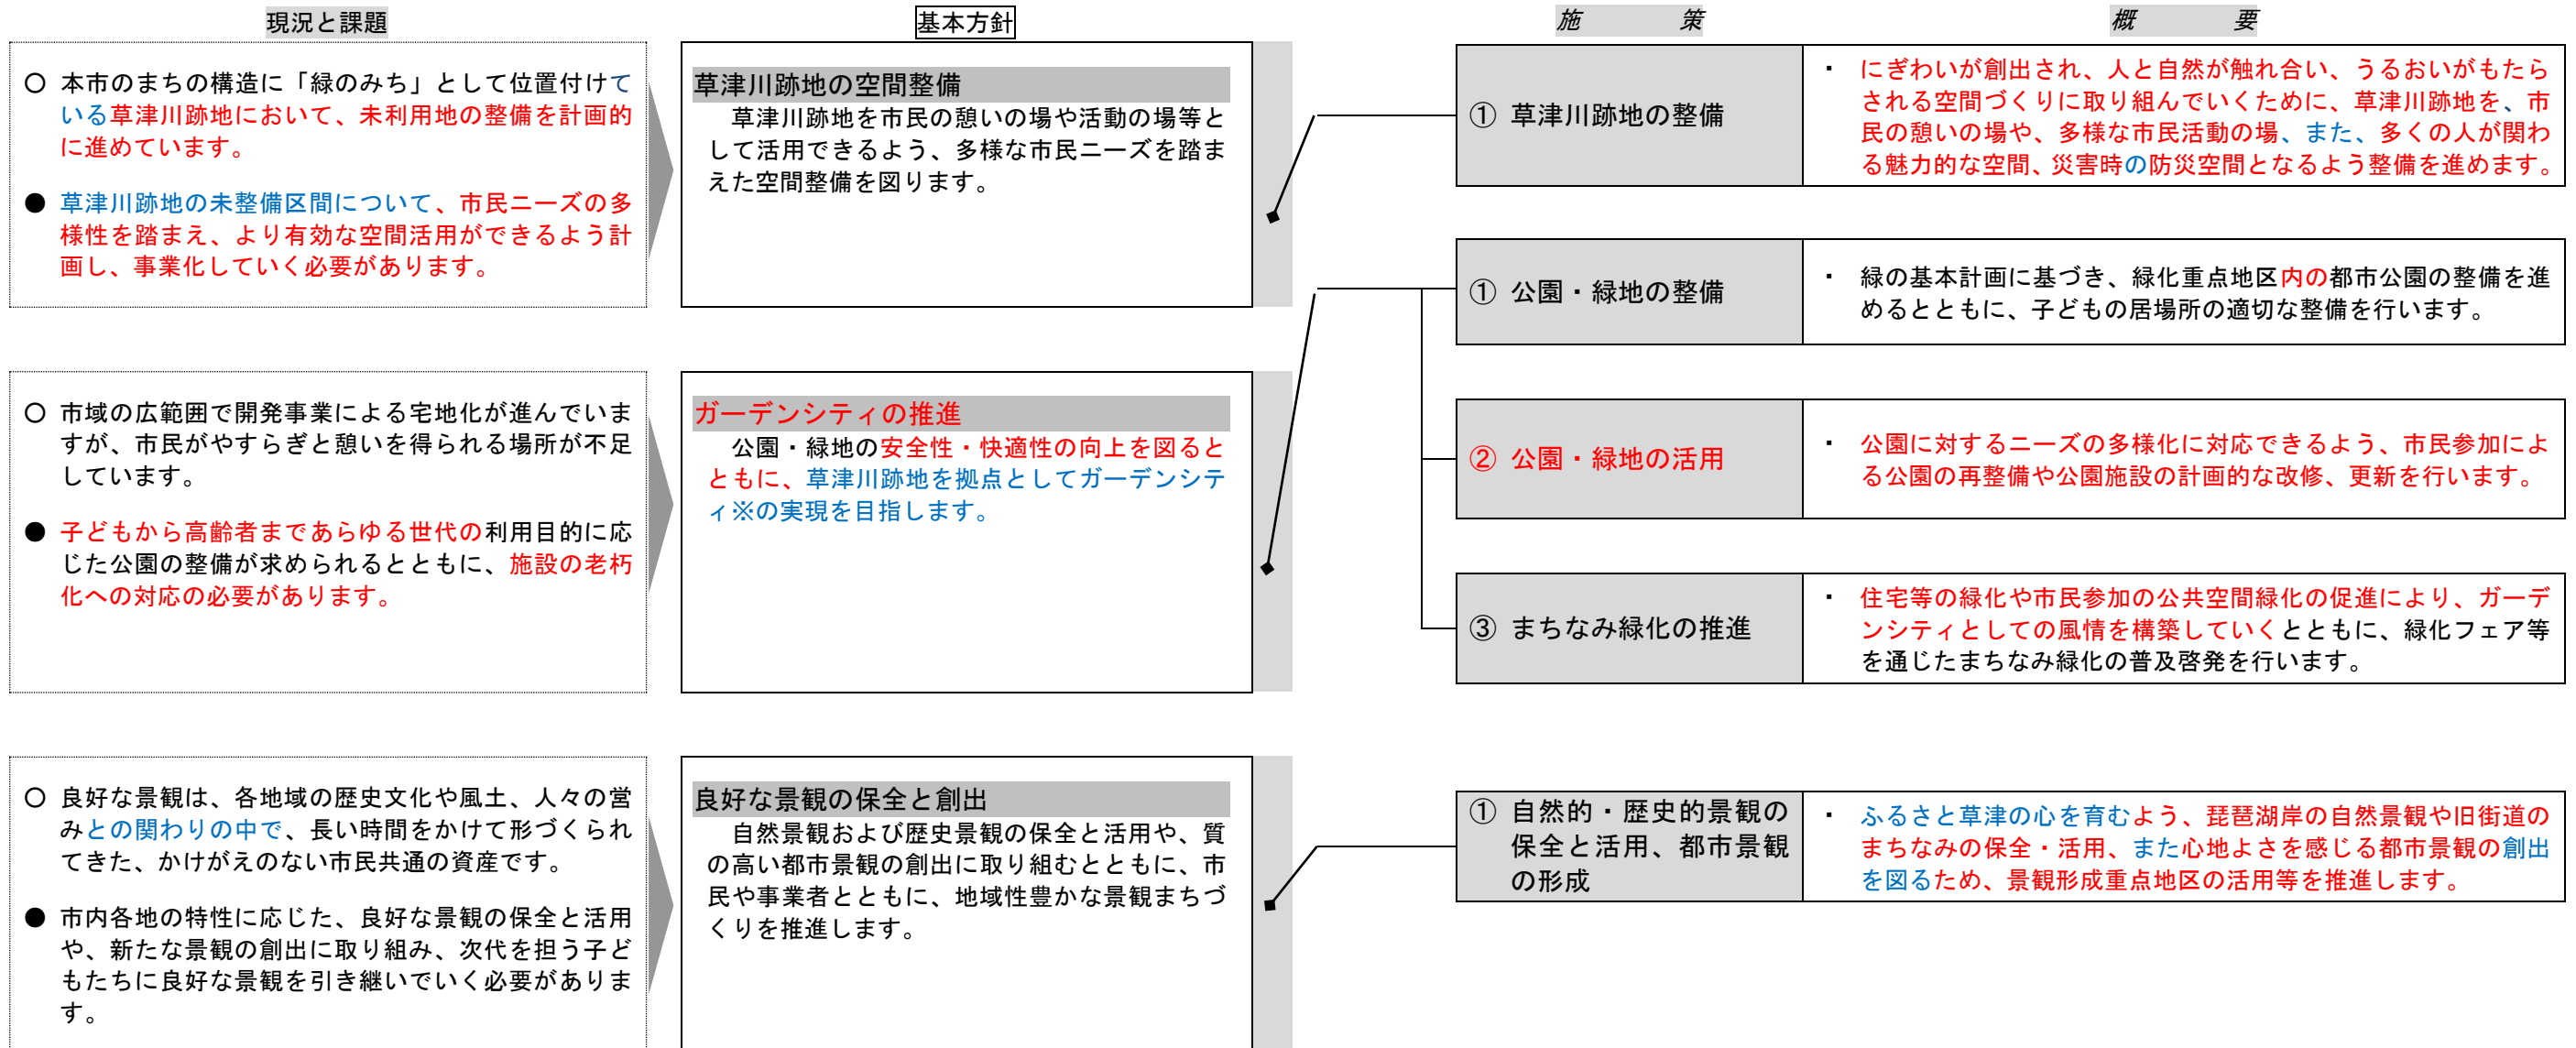 現況と課題
基本方針
施策
概要
○ 本市のまちの構造に「緑のみち」として位置付けて
いる草津川跡地において、未利用地の整備を計画的
に進めています。
● 草津川跡地の未整備区間について、市民ニーズの多
様性を踏まえ、より有効な空間活用ができるよう計
画し、事業化していく必要があります。
草津川跡地の空間整備
草津川跡地を市民の憩いの場や活動の場等と
して活用できるよう、多様な市民ニーズを踏ま
えた空間整備を図ります。
① 草津川跡地の整備
・ にぎわいが創出され、人と自然が触れ合い、うるおいがもたら
される空間づくりに取り組んでいくために、草津川跡地を、市
民の憩いの場や、多様な市民活動の場、また、多くの人が関わ
る魅力的な空間、災害時の防災空間となるよう整備を進めます。
○ 市域の広範囲で開発事業による宅地化が進んでいま
すが、市民がやすらぎと憩いを得られる場所が不足
しています。
● 子どもから高齢者まであらゆる世代の利用目的に応
じた公園の整備が求められるとともに、施設の老朽
化への対応の必要があります。
ガーデンシティの推進
公園・緑地の安全性・快適性の向上を図ると
ともに、草津川跡地を拠点としてガーデンシテ
ィ※の実現を目指します。
① 公園・緑地の整備
・ 緑の基本計画に基づき、緑化重点地区内の都市公園の整備を進
めるとともに、子どもの居場所の適切な整備を行います。
② 公園・緑地の活用
・ 公園に対するニーズの多様化に対応できるよう、市民参加によ
る公園の再整備や公園施設の計画的な改修、更新を行います。
③ まちなみ緑化の推進
・ 住宅等の緑化や市民参加の公共空間緑化の促進により、ガーデ
ンシティとしての風情を構築していくとともに、緑化フェア等
を通じたまちなみ緑化の普及啓発を行います。
○ 良好な景観は、各地域の歴史文化や風土、人々の営
みとの関わりの中で、長い時間をかけて形づくられ
てきた、かけがえのない市民共通の資産です。
● 市内各地の特性に応じた、良好な景観の保全と活用
や、新たな景観の創出に取り組み、次代を担う子ど
もたちに良好な景観を引き継いでいく必要がありま
す。
良好な景観の保全と創出
自然景観および歴史景観の保全と活用や、質
の高い都市景観の創出に取り組むとともに、市
民や事業者とともに、地域性豊かな景観まちづ
くりを推進します。
① 自然的・歴史的景観の
保全と活用、都市景観
の形成
・ ふるさと草津の心を育むよう、琵琶湖岸の自然景観や旧街道の
まちなみの保全・活用、また心地よさを感じる都市景観の創出
を図るため、景観形成重点地区の活用等を推進します。